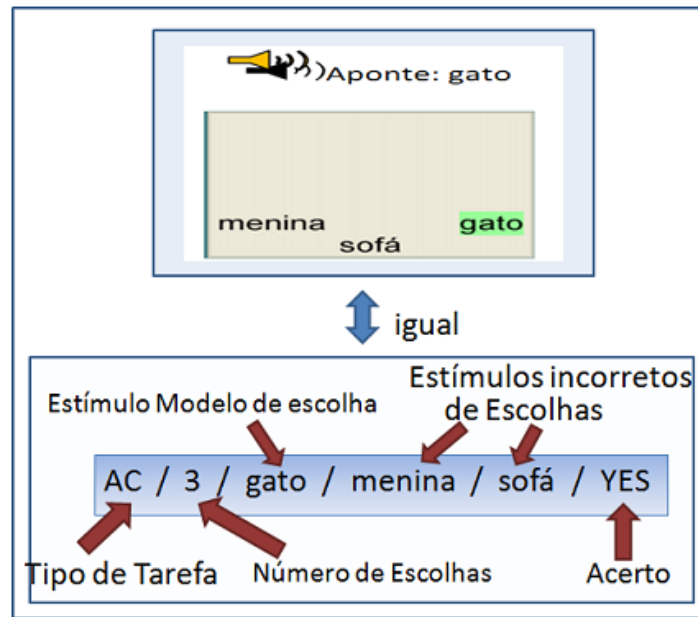 Aponte: gato
menina
gato
sofá
igual
Estímulos incorretos
de Escolhas
Estímulo Modelo de escolha
AC / 3 / gato / menina / sofá / YES
Tipo de Tarefa
Número de Escolhas
Acerto